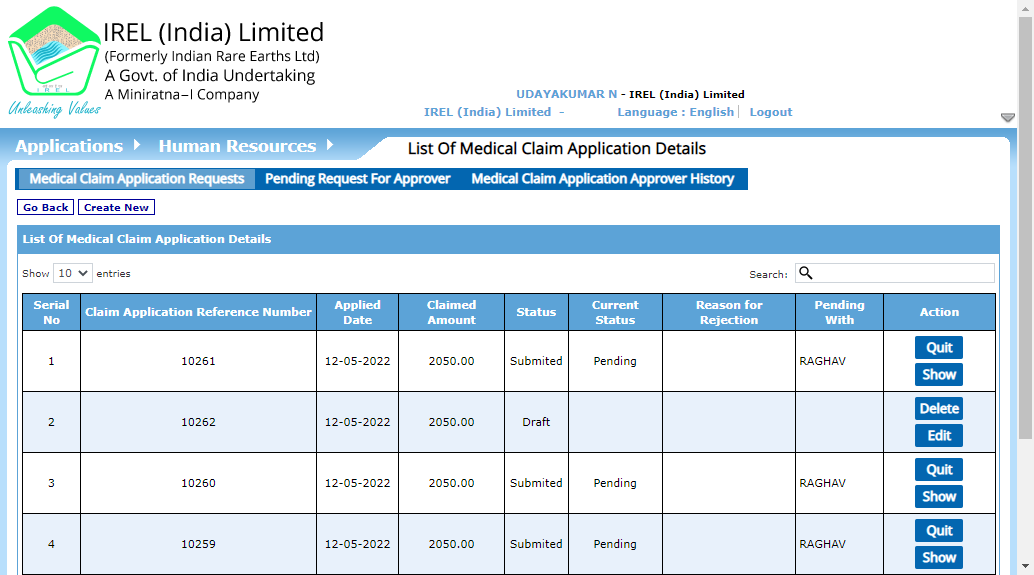 IREL (India) Limited
(Formerly Indian Rare Earths Ltd)
A Govt. of India Undertaking
A Miniratna–I Company
IREL
Unleashing Values
UDAYAKUMAR N - IREL (India) Limited
IREL (India) Limited -
Language : English
Logout
Applications
Human Resources
List Of Medical Claim Application Details
Medical Claim Application Requests
Pending Request For Approver
Medical Claim Application Approver History
Go Back
Create New
List Of Medical Claim Application Details
Show 10 entries
Search:
Serial No
Claim Application Reference Number
Applied Date
Claimed Amount
Status
Current Status
Reason for Rejection
Pending With
Action
1 10261 12-05-2022 2050.00 Submited Pending RAGHAV Quit Show
2 10262 12-05-2022 2050.00 Draft Delete Edit
3 10260 12-05-2022 2050.00 Submited Pending RAGHAV Quit Show
4 10259 12-05-2022 2050.00 Submited Pending RAGHAV Quit Show